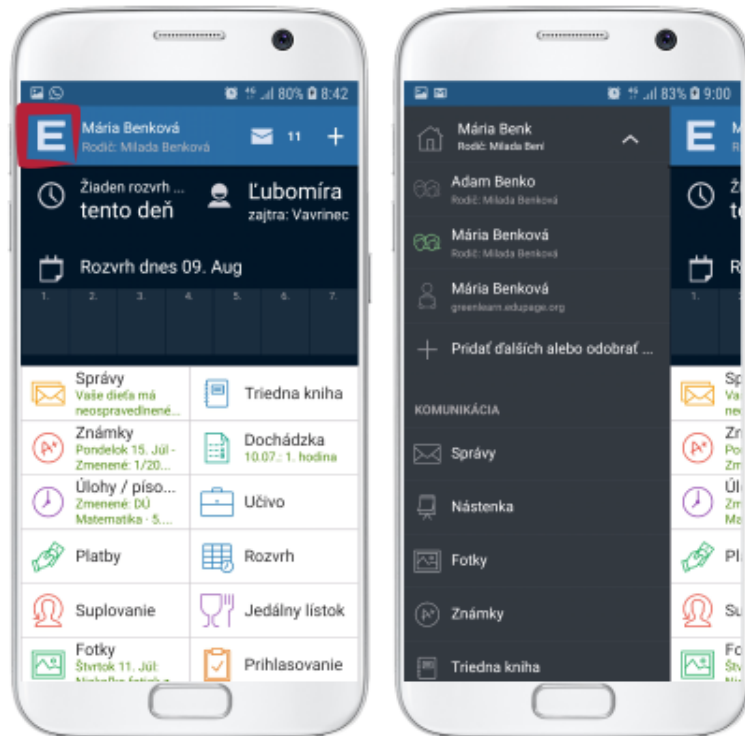 80% 8:42
E
Mária Benková
Rodič: Milada Benková
11 +
Žiaden rozvrh ...
tento deň
Ľubomíra
zajtra: Vavrinec
Rozvrh dnes 09. Aug
1. 2. 3. 4. 5. 6. 7.
Správy
Vaše dieťa má
neospravedlnené...
Triedna kniha
Známky
Pondelok 15. Júl -
Zmenené: 1/20...
Dochádzka
10.07.: 1. hodina
Úlohy / píso...
Zmenené: DÚ
Matematika - 5....
Učivo
Platby
Rozvrh
Suplovanie
Jedálny lístok
Fotky
Štvrtok 11. Júl:
Prihlasovanie
83% 9:00
Mária Benk
Rodič: Milada Beni
E
Adam Benko
Rodič: Milada Benková
Mária Benková
Rodič: Milada Benková
Mária Benková
greenlearn.edupage.org
+ Pridať ďalších alebo odobrať ...
KOMUNIKÁCIA
Správy
Nástenka
Fotky
Známky
Triedna kniha